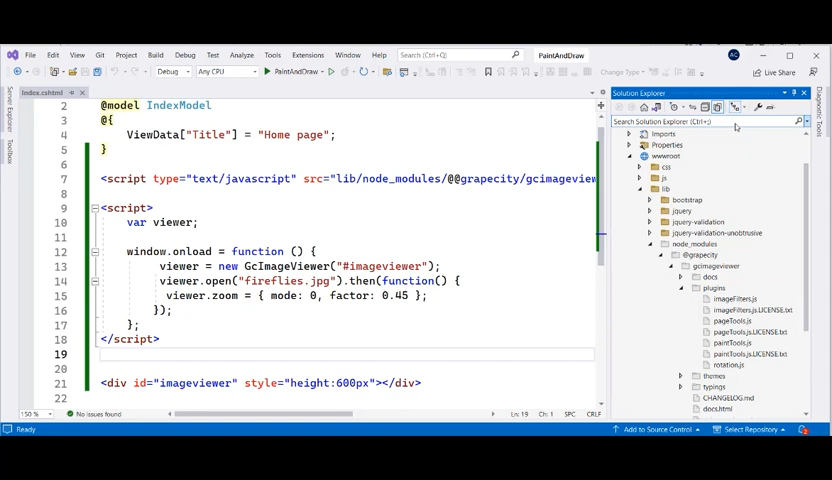 File Edit View Git Project Build Debug Test Analyze Tools Extensions Window Help Search (Ctrl+Q) PaintAndDraw AC
Debug Any CPU PaintAndDraw Change Type Live Share
Server Explorer
Toolbox
Index.cshtml
2 @model IndexModel
3 @{
4 ViewData["Title"] = "Home page";
5 }
6
7 <script type="text/javascript" src="lib/node_modules/@@grapecity/gcimageview
8
9 <script>
10 var viewer;
11
12 window.onload = function () {
13 viewer = new GcImageViewer("#imageviewer");
14 viewer.open("fireflies.jpg").then(function() {
15 viewer.zoom = { mode: 0, factor: 0.45 };
16 });
17 };
18 </script>
19
20
21 <div id="imageviewer" style="height:600px"></div>
22
150 % No issues found Ln: 19 Ch: 1 SPC CRLF
Solution Explorer
Search Solution Explorer (Ctrl+;)
Imports
Properties
wwwroot
css
js
lib
bootstrap
jquery
jquery-validation
jquery-validation-unobtrusive
node_modules
@grapecity
gcimageviewer
docs
plugins
imageFilters.js
imageFilters.js.LICENSE.txt
pageTools.js
pageTools.js.LICENSE.txt
paintTools.js
paintTools.js.LICENSE.txt
rotation.js
themes
typings
CHANGELOG.md
docs.html
Diagnostic Tools
Ready Add to Source Control Select Repository 2